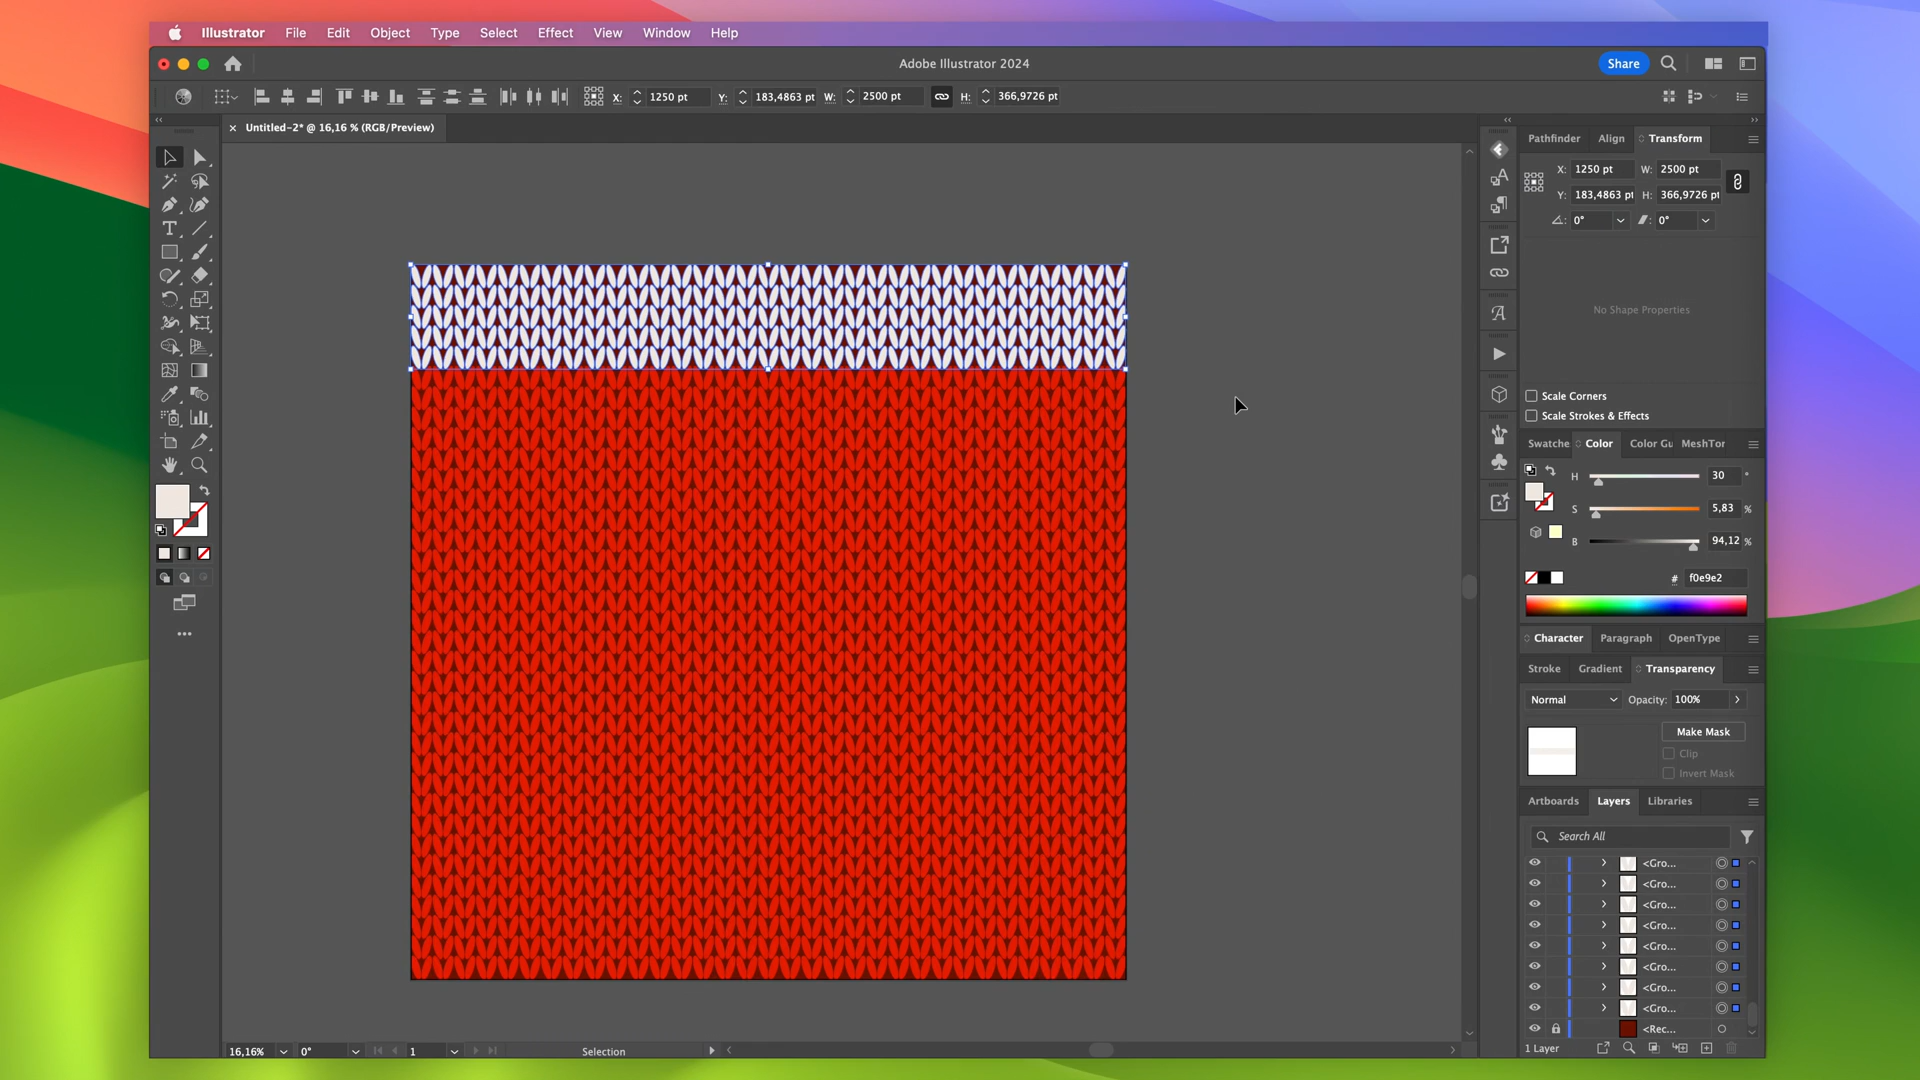 Illustrator File Edit Object Type Select Effect View Window Help
Adobe Illustrator 2024
Share
X: 1250 pt Y: 183,4863 pt W: 2500 pt H: 366,9726 pt
Untitled-2* @ 16,16 % (RGB/Preview)
Pathfinder Align Transform
X: 1250 pt W: 2500 pt
Y: 183,4863 pt H: 366,9726 pt
0° 0°
No Shape Properties
Scale Corners
Scale Strokes & Effects
Swatche Color Color Gu MeshTor
H 30 °
S 5,83 %
B 94,12 %
# f0e9e2
Character Paragraph OpenType
Stroke Gradient Transparency
Normal Opacity: 100%
Make Mask
Clip
Invert Mask
Artboards Layers Libraries
Search All
<Gro...
<Gro...
<Gro...
<Gro...
<Gro...
<Gro...
<Gro...
<Gro...
<Rec...
1 Layer
16,16% 0° 1 Selection